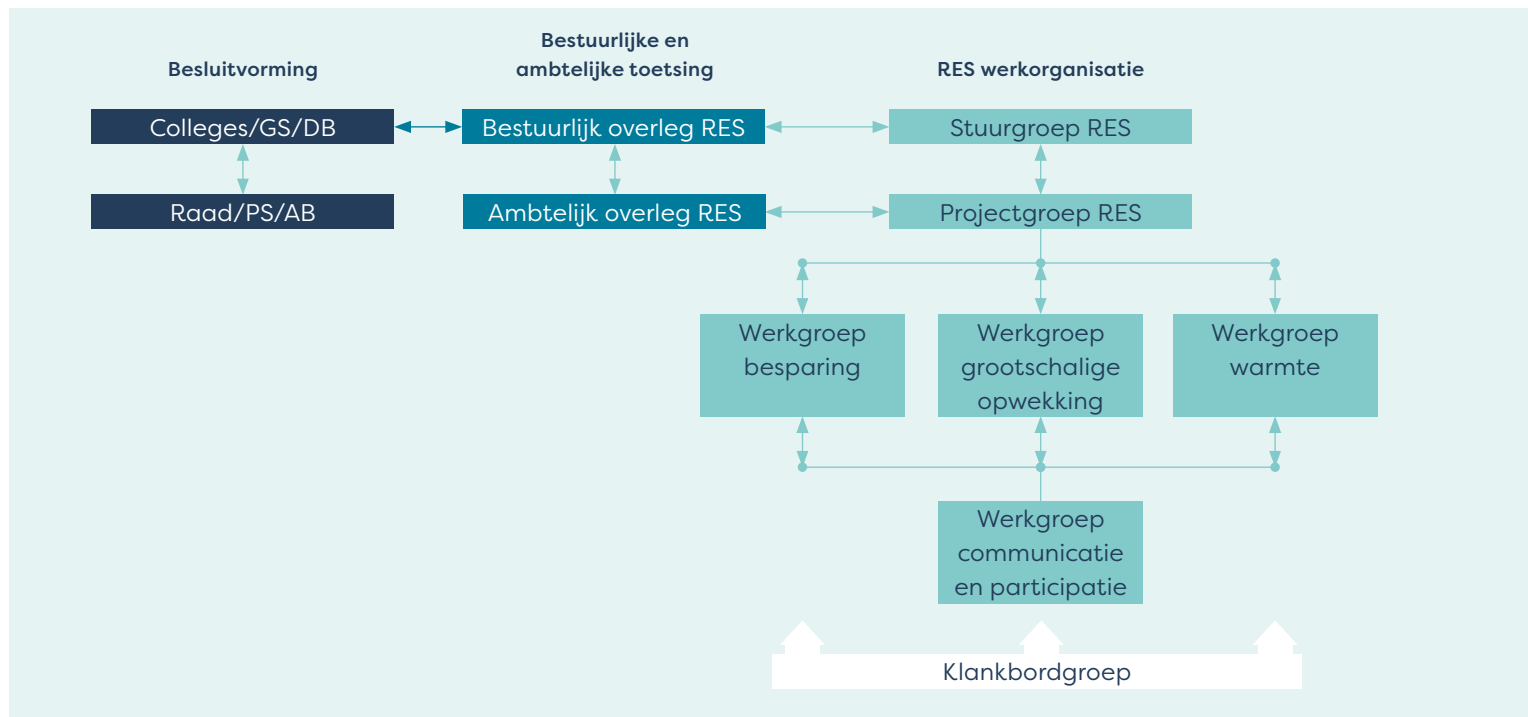 Besluitvorming
Bestuurlijke en
ambtelijke toetsing
RES werkorganisatie
Colleges/GS/DB
Bestuurlijk overleg RES
Stuurgroep RES
Raad/PS/AB
Ambtelijk overleg RES
Projectgroep RES
Werkgroep
besparing
Werkgroep
grootschalige
opwekking
Werkgroep
warmte
Werkgroep
communicatie
en participatie
Klankbordgroep